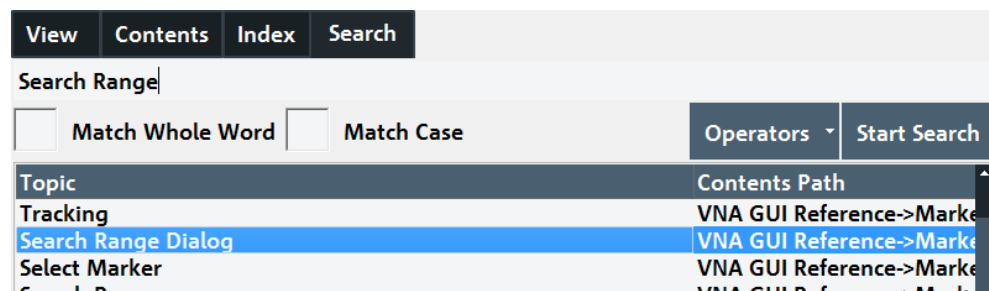 View Contents Index Search
Search Range
Match Whole Word Match Case Operators Start Search
Topic Contents Path
Tracking VNA GUI Reference->Marke
Search Range Dialog VNA GUI Reference->Marke
Select Marker VNA GUI Reference->Marke